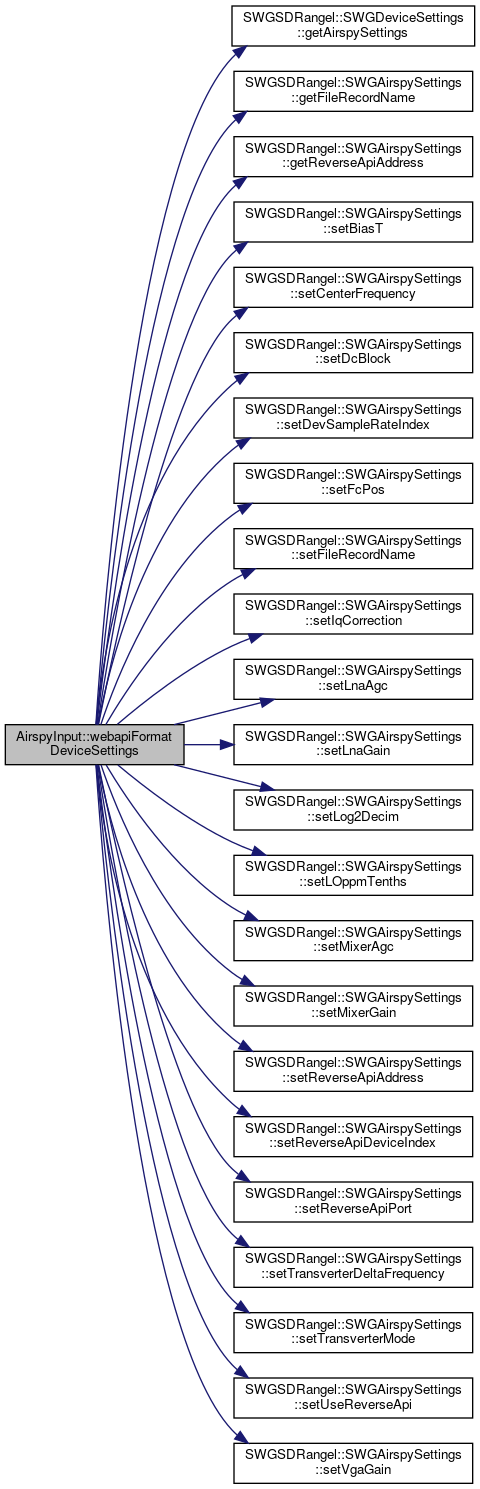 SWGSDRangel::SWGDeviceSettings
::getAirspySettings
SWGSDRangel::SWGAirspySettings
::getFileRecordName
SWGSDRangel::SWGAirspySettings
::getReverseApiAddress
SWGSDRangel::SWGAirspySettings
::setBiasT
SWGSDRangel::SWGAirspySettings
::setCenterFrequency
SWGSDRangel::SWGAirspySettings
::setDcBlock
SWGSDRangel::SWGAirspySettings
::setDevSampleRateIndex
SWGSDRangel::SWGAirspySettings
::setFcPos
SWGSDRangel::SWGAirspySettings
::setFileRecordName
SWGSDRangel::SWGAirspySettings
::setIqCorrection
SWGSDRangel::SWGAirspySettings
::setLnaAgc
AirspyInput::webapiFormat
DeviceSettings
SWGSDRangel::SWGAirspySettings
::setLnaGain
SWGSDRangel::SWGAirspySettings
::setLog2Decim
SWGSDRangel::SWGAirspySettings
::setLOppmTenths
SWGSDRangel::SWGAirspySettings
::setMixerAgc
SWGSDRangel::SWGAirspySettings
::setMixerGain
SWGSDRangel::SWGAirspySettings
::setReverseApiAddress
SWGSDRangel::SWGAirspySettings
::setReverseApiDeviceIndex
SWGSDRangel::SWGAirspySettings
::setReverseApiPort
SWGSDRangel::SWGAirspySettings
::setTransverterDeltaFrequency
SWGSDRangel::SWGAirspySettings
::setTransverterMode
SWGSDRangel::SWGAirspySettings
::setUseReverseApi
SWGSDRangel::SWGAirspySettings
::setVgaGain